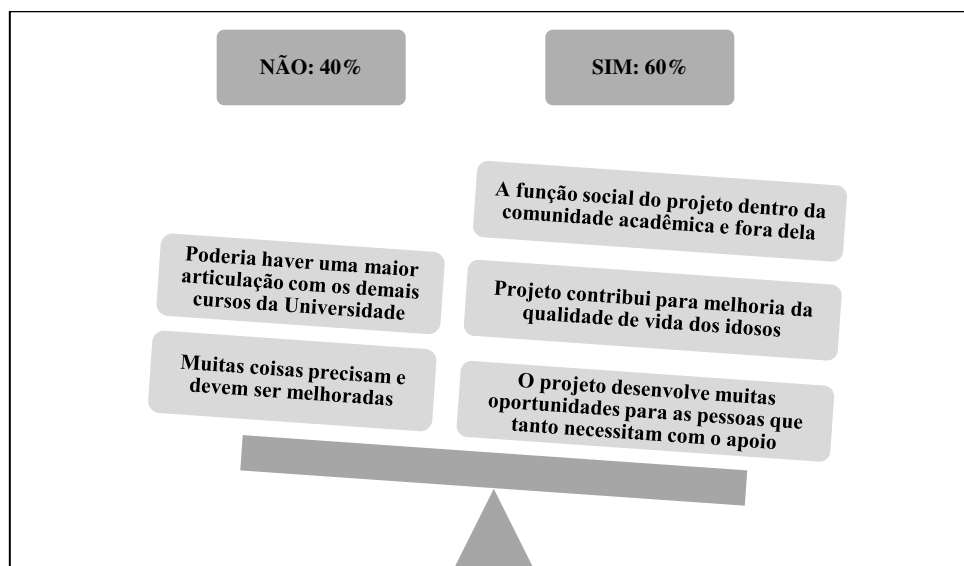 NÃO: 40%
SIM: 60%
A função social do projeto dentro da
comunidade acadêmica e fora dela
Poderia haver uma maior
articulação com os demais
cursos da Universidade
Projeto contribui para melhoria da
qualidade de vida dos idosos
Muitas coisas precisam e
devem ser melhoradas
O projeto desenvolve muitas
oportunidades para as pessoas que
tanto necessitam com o apoio